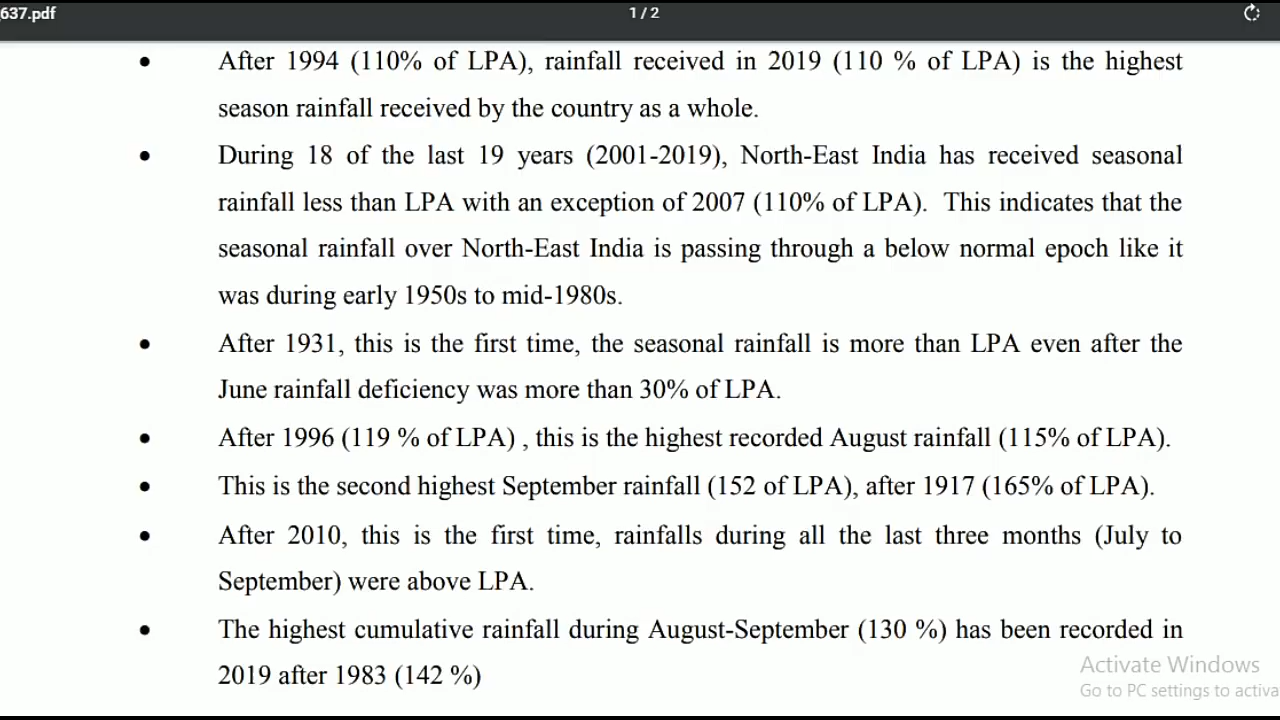 637.pdf
1 / 2
• After 1994 (110% of LPA), rainfall received in 2019 (110 % of LPA) is the highest
season rainfall received by the country as a whole.
• During 18 of the last 19 years (2001-2019), North-East India has received seasonal
rainfall less than LPA with an exception of 2007 (110% of LPA). This indicates that the
seasonal rainfall over North-East India is passing through a below normal epoch like it
was during early 1950s to mid-1980s.
• After 1931, this is the first time, the seasonal rainfall is more than LPA even after the
June rainfall deficiency was more than 30% of LPA.
• After 1996 (119 % of LPA) , this is the highest recorded August rainfall (115% of LPA).
• This is the second highest September rainfall (152 of LPA), after 1917 (165% of LPA).
• After 2010, this is the first time, rainfalls during all the last three months (July to
September) were above LPA.
• The highest cumulative rainfall during August-September (130 %) has been recorded in
2019 after 1983 (142 %)
Activate Windows
Go to PC settings to activa